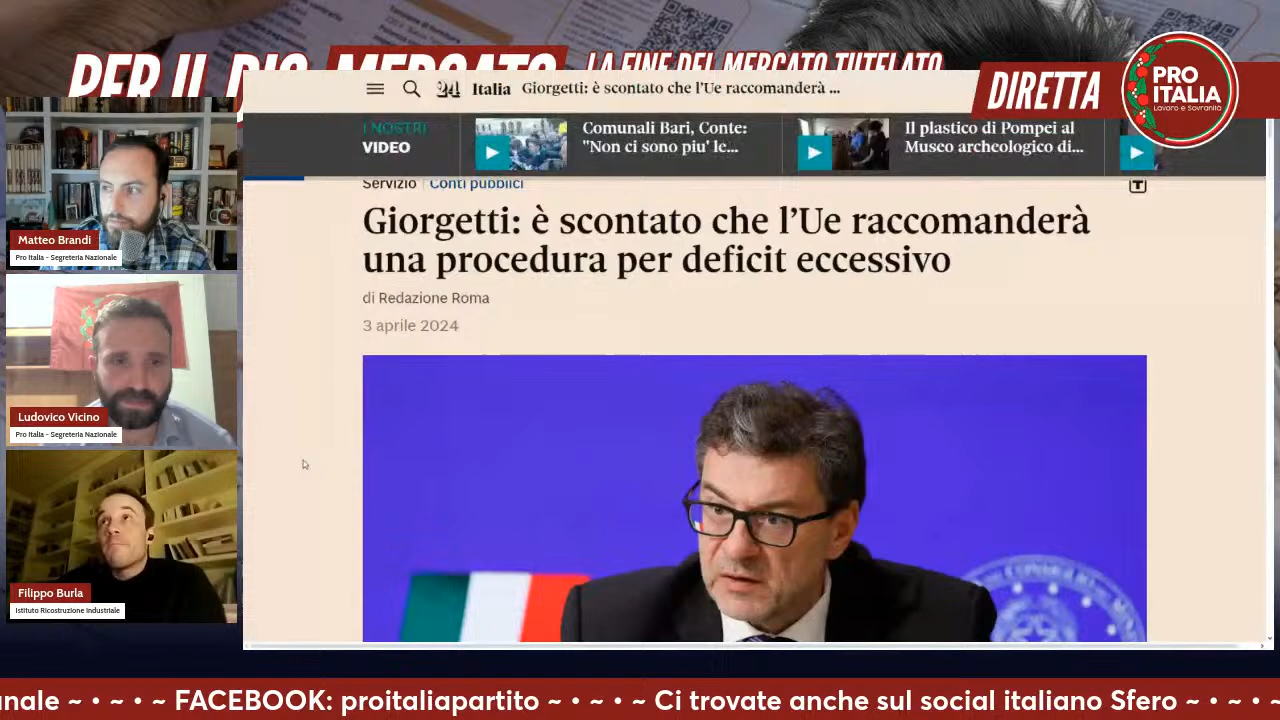 PER IL DIO MERCATO
LA FINE DEL MERCATO TUTELATO
DIRETTA
PRO
ITALIA
Lavoro e Sovranità
24 Italia Giorgetti: è scontato che l'Ue raccomanderà ...
I NOSTRI
VIDEO
Comunali Bari, Conte:
"Non ci sono piu' le...
Il plastico di Pompei al
Museo archeologico di...
Servizio | Conti pubblici
Giorgetti: è scontato che l'Ue raccomanderà
una procedura per deficit eccessivo
di Redazione Roma
3 aprile 2024
Matteo Brandi
Pro Italia - Segreteria Nazionale
Ludovico Vicino
Pro Italia - Segreteria Nazionale
Filippo Burla
Istituto Ricostruzione Industriale
anale ~ • ~ • ~ FACEBOOK: proitaliapartito ~ • ~ • ~ Ci trovate anche sul social italiano Sfero ~ • ~ • ~